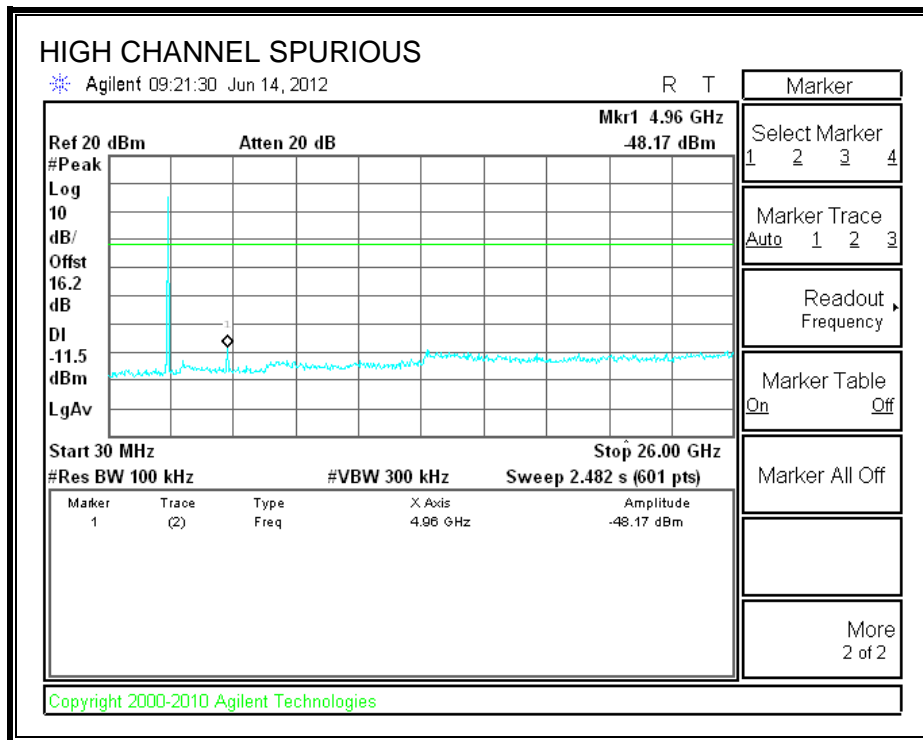 HIGH CHANNEL SPURIOUS
Agilent 09:21:30 Jun 14, 2012 R T
Mkr1 4.96 GHz
Ref 20 dBm Atten 20 dB -48.17 dBm
#Peak
Log
10
dB/
Offst
16.2
dB
DI
-11.5
dBm
LgAv
1
Start 30 MHz Stop 26.00 GHz
#Res BW 100 kHz #VBW 300 kHz Sweep 2.482 s (601 pts)
Marker Trace Type X Axis Amplitude
1 (2) Freq 4.96 GHz -48.17 dBm
Marker
Select Marker
1 2 3 4
Marker Trace
Auto 1 2 3
Readout
Frequency
Marker Table
On Off
Marker All Off
More
2 of 2
Copyright 2000-2010 Agilent Technologies